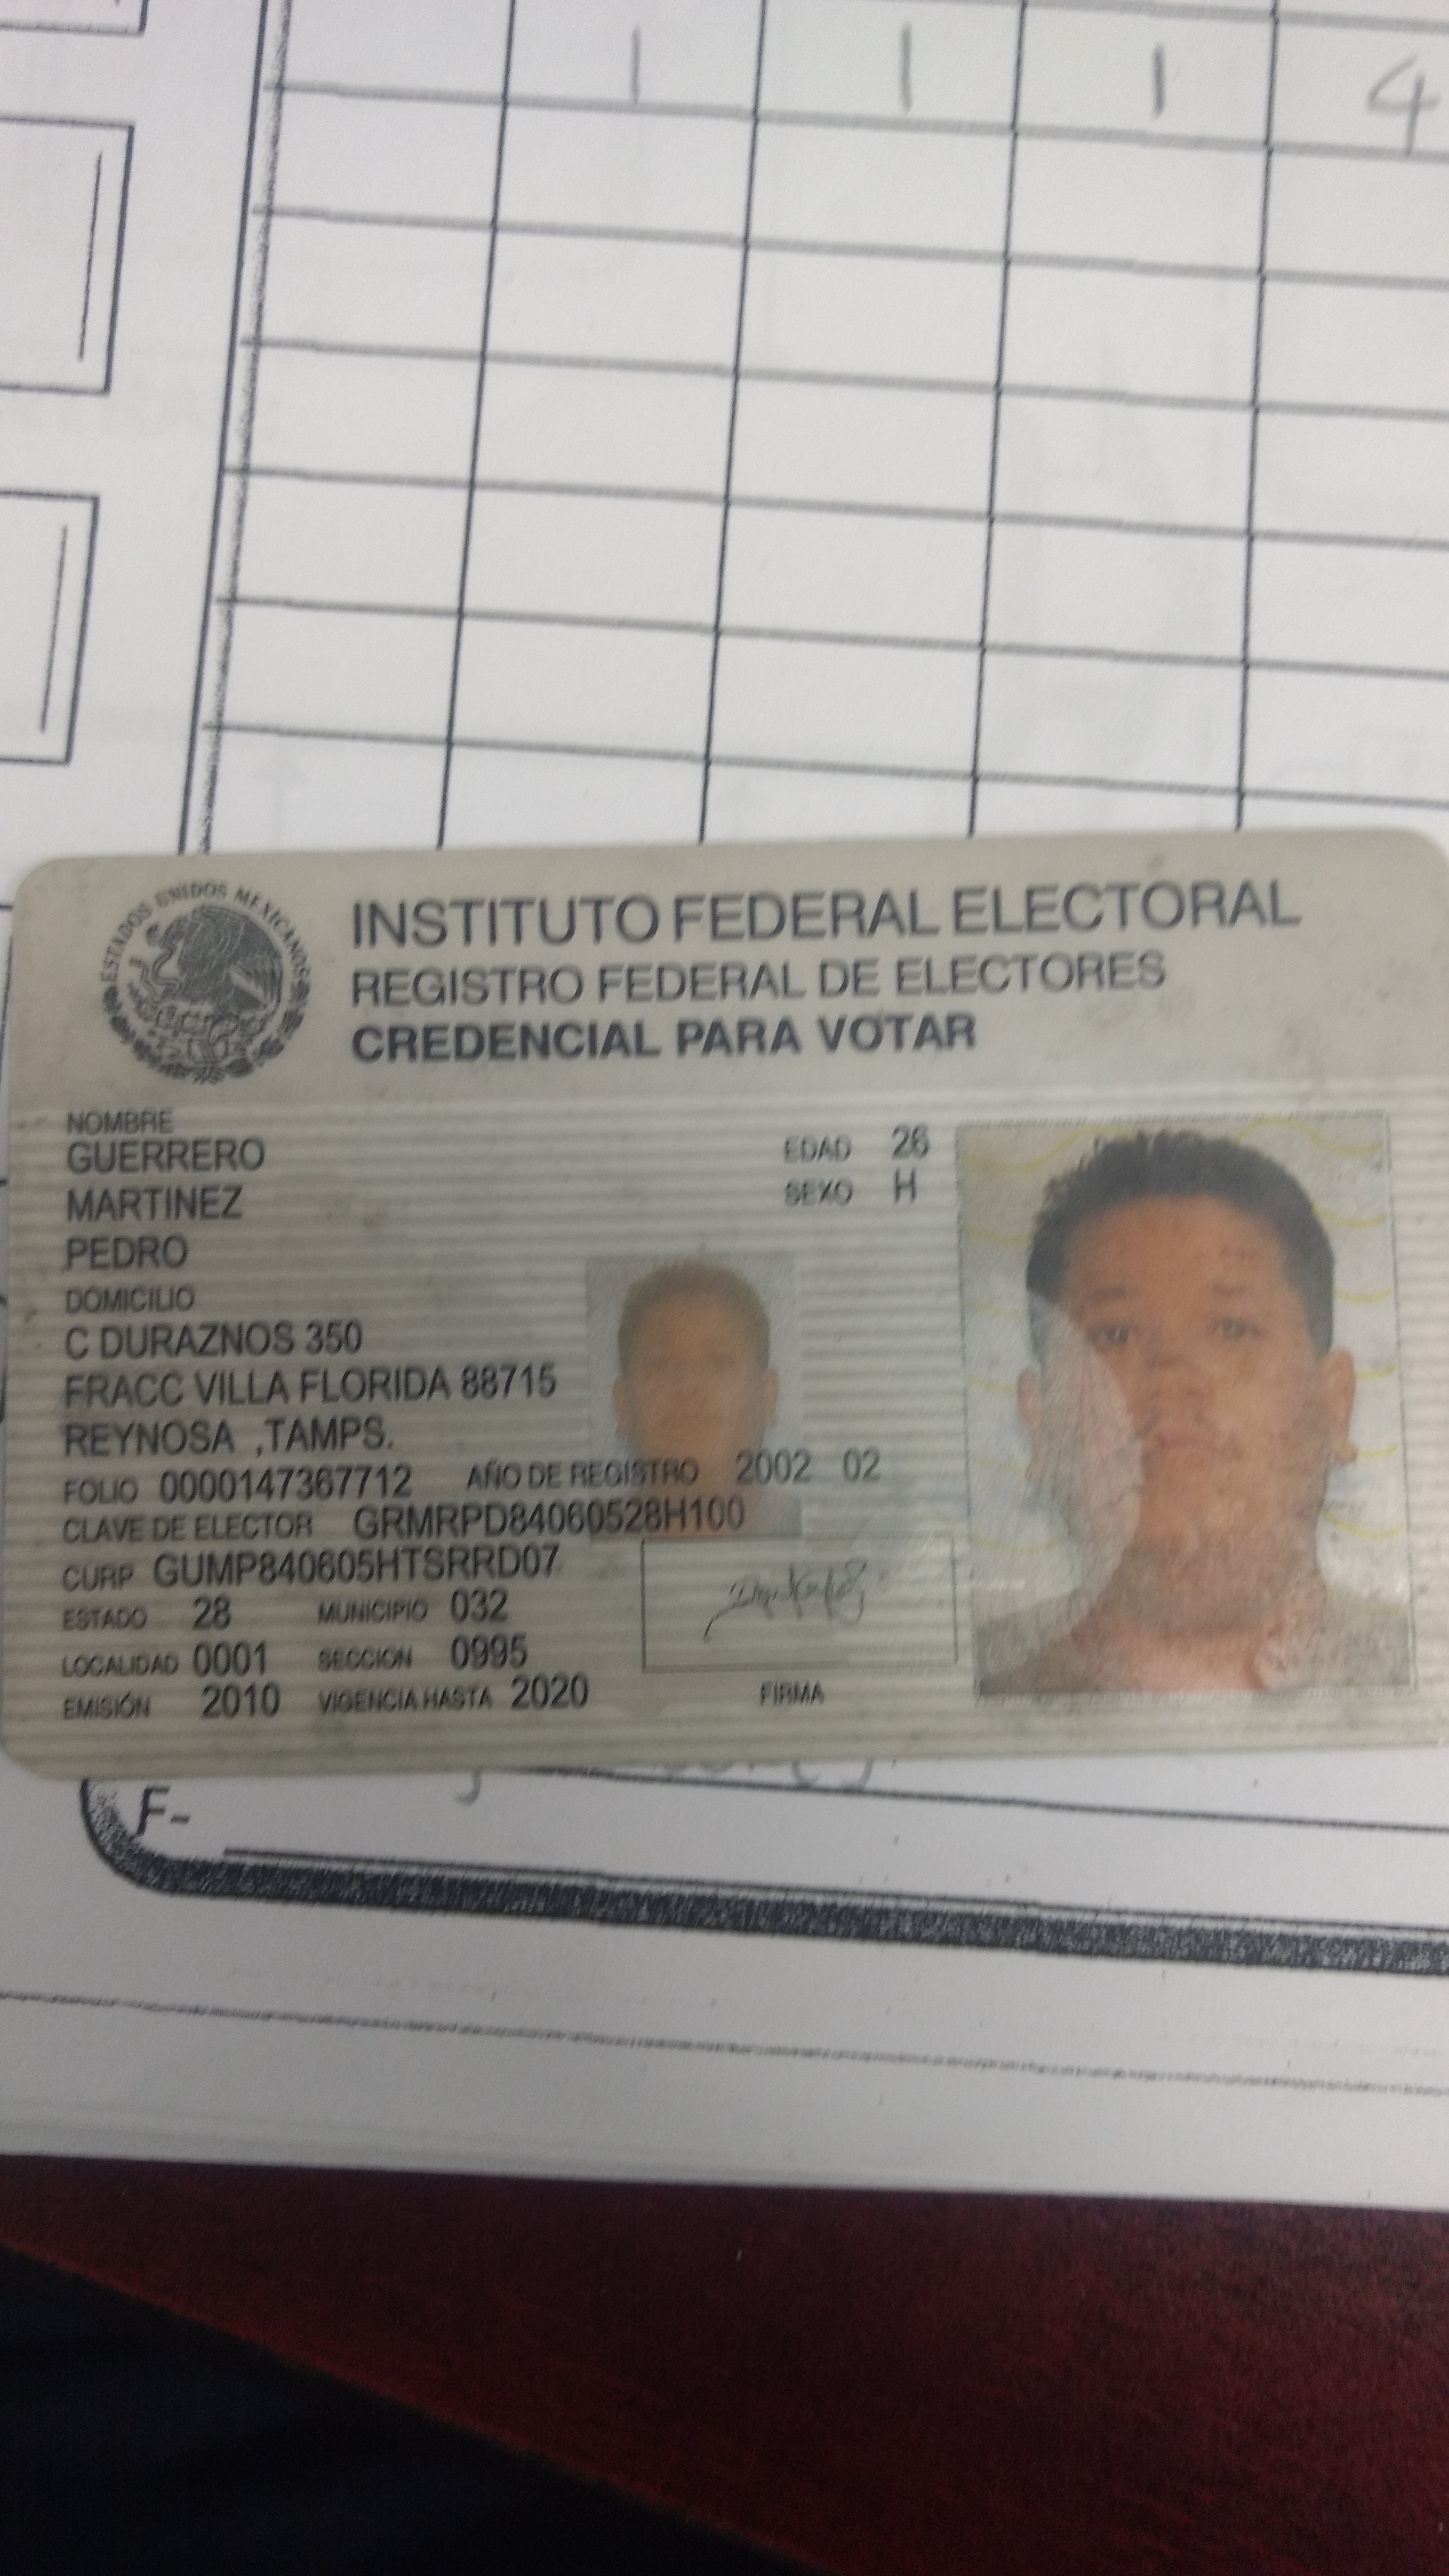 1 1 1 4
ESTADOS UNIDOS MEXICANOS
INSTITUTO FEDERAL ELECTORAL
REGISTRO FEDERAL DE ELECTORES
CREDENCIAL PARA VOTAR
NOMBRE
GUERRERO
EDAD 26
MARTINEZ
SEXO H
PEDRO
DOMICILIO
C DURAZNOS 350
FRACC VILLA FLORIDA 88715
REYNOSA ,TAMPS.
FOLIO 0000147367712 AÑO DE REGISTRO 2002 02
CLAVE DE ELECTOR GRMRPD84060528H100
CURP GUMP840605HTSRRD07
ESTADO 28 MUNICIPIO 032
LOCALIDAD 0001 SECCION 0995
EMISIÓN 2010 VIGENCIA HASTA 2020 FIRMA
F-